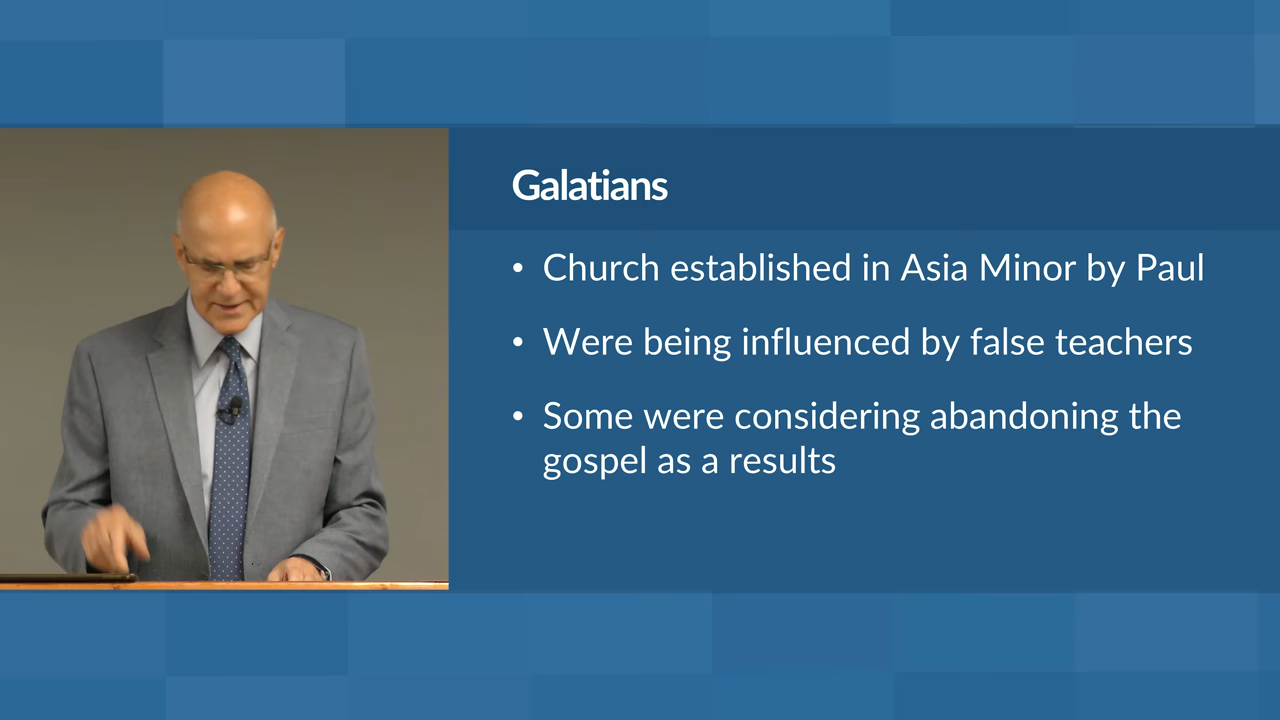 Galatians
• Church established in Asia Minor by Paul
• Were being influenced by false teachers
• Some were considering abandoning the
gospel as a results